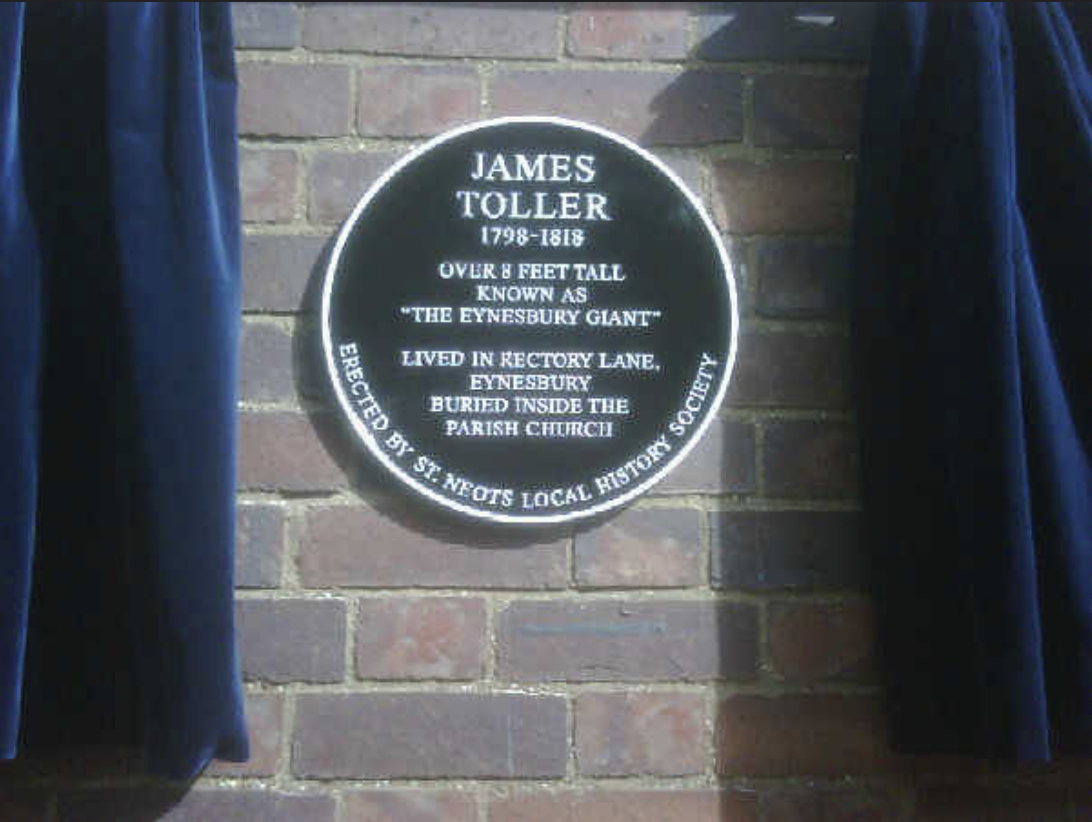 JAMES
TOLLER
1798-1818
OVER 8 FEET TALL
KNOWN AS
"THE EYNESBURY GIANT"
LIVED IN RECTORY LANE,
EYNESBURY
BURIED INSIDE THE
PARISH CHURCH
ERECTED BY ST. NEOTS LOCAL HISTORY SOCIETY